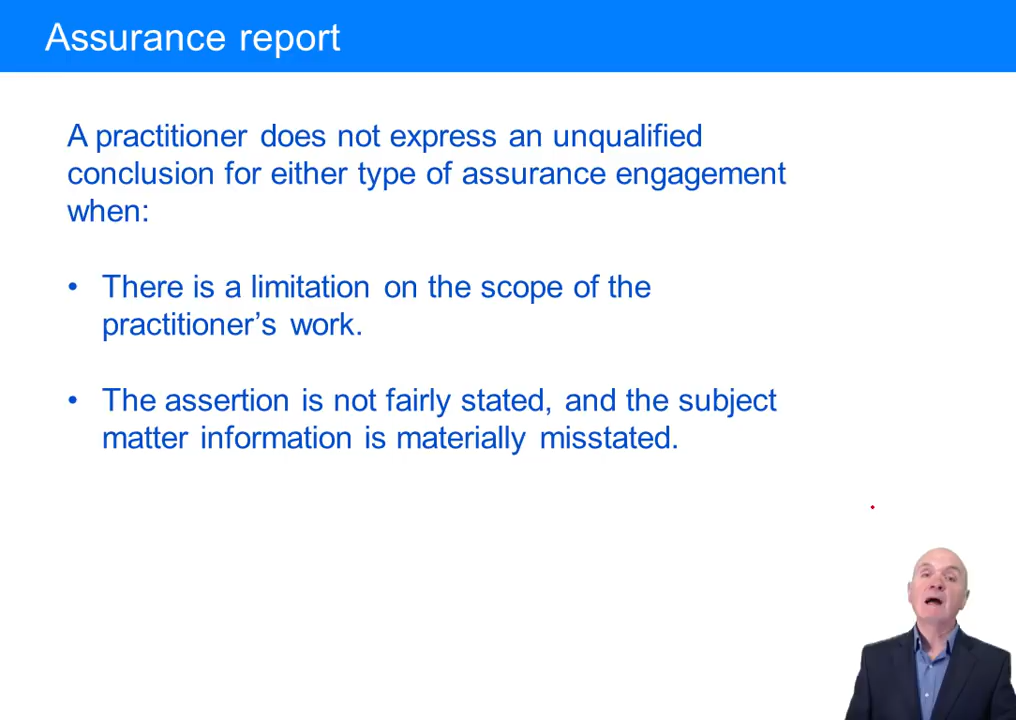 Assurance report
A practitioner does not express an unqualified
conclusion for either type of assurance engagement
when:
• There is a limitation on the scope of the
practitioner’s work.
• The assertion is not fairly stated, and the subject
matter information is materially misstated.